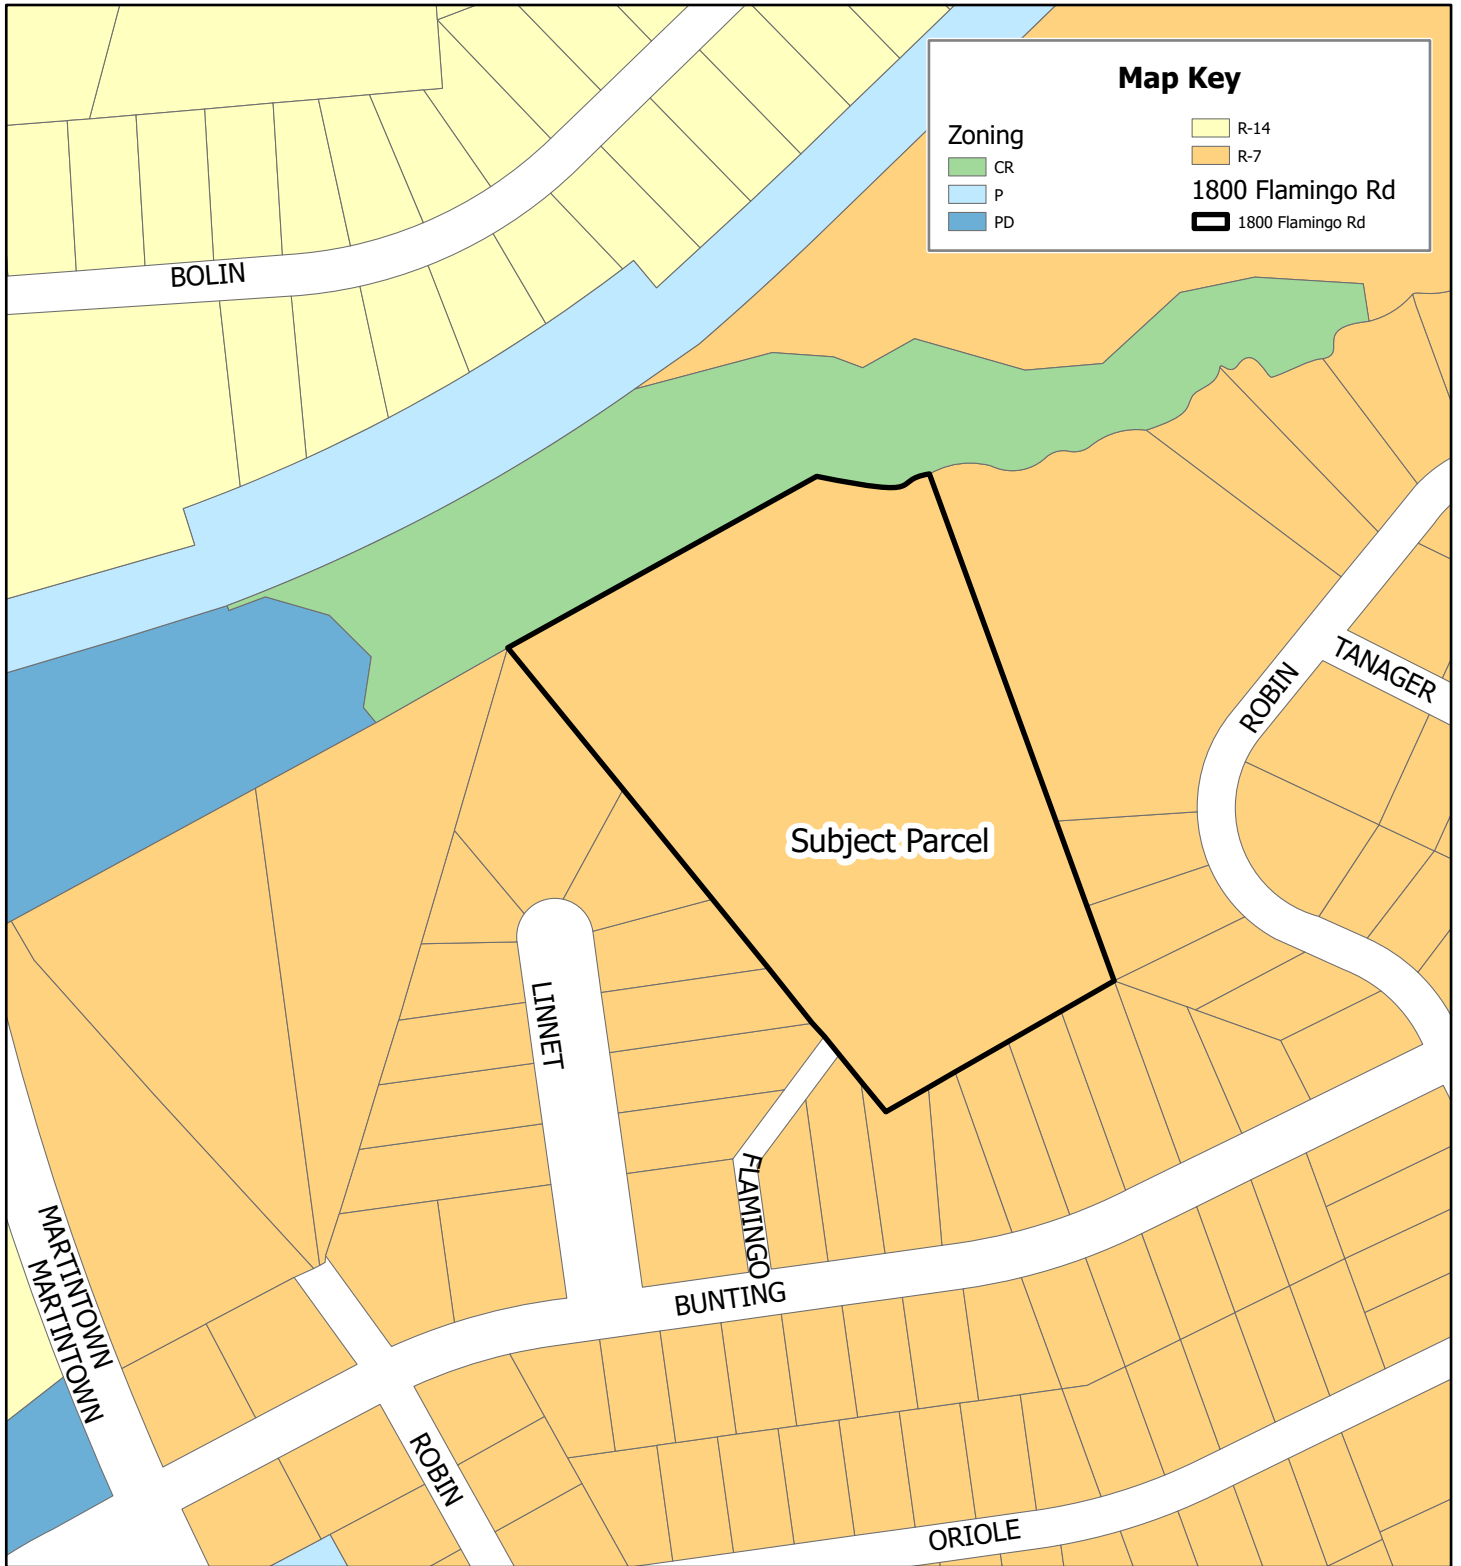 Map Key
Zoning
CR
P
PD
R-14
R-7
1800 Flamingo Rd
1800 Flamingo Rd
BOLIN
TANAGER
ROBIN
Subject Parcel
LINNET
FLAMINGO
BUNTING
MARTINTOWN
MARTINTOWN
ROBIN
ORIOLE